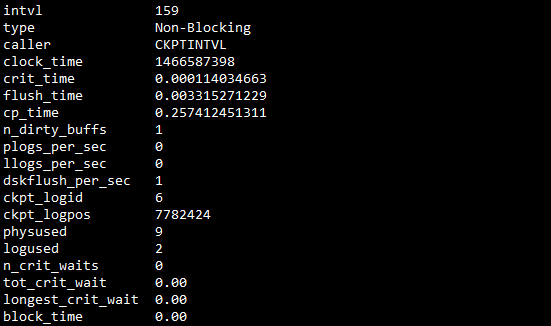 intvl 159
type Non-Blocking
caller CKPTINTVL
clock_time 1466587398
crit_time 0.000114034663
flush_time 0.003315271229
cp_time 0.257412451311
n_dirty_buffs 1
plogs_per_sec 0
llogs_per_sec 0
dskflush_per_sec 1
ckpt_logid 6
ckpt_logpos 7782424
physused 9
logused 2
n_crit_waits 0
tot_crit_wait 0.00
longest_crit_wait 0.00
block_time 0.00